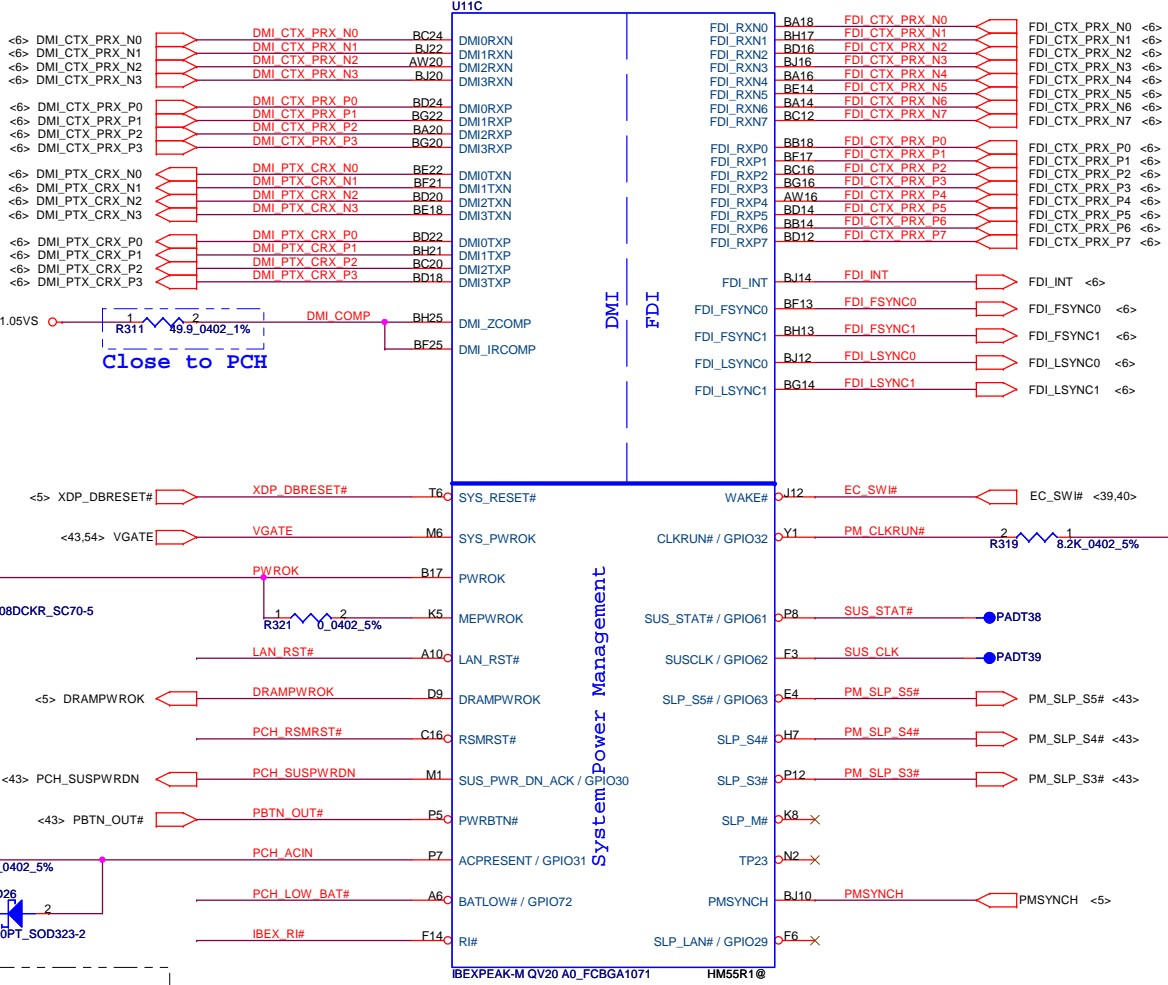 U11C
<6> DMI_CTX_PRX_N0 DMI_CTX_PRX_N0 BC24 DMI0RXN
<6> DMI_CTX_PRX_N1 DMI_CTX_PRX_N1 BJ22 DMI1RXN
<6> DMI_CTX_PRX_N2 DMI_CTX_PRX_N2 AW20 DMI2RXN
<6> DMI_CTX_PRX_N3 DMI_CTX_PRX_N3 BJ20 DMI3RXN
<6> DMI_CTX_PRX_P0 DMI_CTX_PRX_P0 BD24 DMI0RXP
<6> DMI_CTX_PRX_P1 DMI_CTX_PRX_P1 BG22 DMI1RXP
<6> DMI_CTX_PRX_P2 DMI_CTX_PRX_P2 BA20 DMI2RXP
<6> DMI_CTX_PRX_P3 DMI_CTX_PRX_P3 BG20 DMI3RXP
<6> DMI_PTX_CRX_N0 DMI_PTX_CRX_N0 BE22 DMI0TXN
<6> DMI_PTX_CRX_N1 DMI_PTX_CRX_N1 BF21 DMI1TXN
<6> DMI_PTX_CRX_N2 DMI_PTX_CRX_N2 BD20 DMI2TXN
<6> DMI_PTX_CRX_N3 DMI_PTX_CRX_N3 BE18 DMI3TXN
<6> DMI_PTX_CRX_P0 DMI_PTX_CRX_P0 BD22 DMI0TXP
<6> DMI_PTX_CRX_P1 DMI_PTX_CRX_P1 BH21 DMI1TXP
<6> DMI_PTX_CRX_P2 DMI_PTX_CRX_P2 BC20 DMI2TXP
<6> DMI_PTX_CRX_P3 DMI_PTX_CRX_P3 BD18 DMI3TXP
1.05VS 1 2 DMI_COMP BH25 DMI_ZCOMP
R311 49.9_0402_1%
BF25 DMI_IRCOMP
Close to PCH
DMI
FDI
FDI_RXN0 BA18 FDI_CTX_PRX_N0 FDI_CTX_PRX_N0 <6>
FDI_RXN1 BH17 FDI_CTX_PRX_N1 FDI_CTX_PRX_N1 <6>
FDI_RXN2 BD16 FDI_CTX_PRX_N2 FDI_CTX_PRX_N2 <6>
FDI_RXN3 BJ16 FDI_CTX_PRX_N3 FDI_CTX_PRX_N3 <6>
FDI_RXN4 BA16 FDI_CTX_PRX_N4 FDI_CTX_PRX_N4 <6>
FDI_RXN5 BE14 FDI_CTX_PRX_N5 FDI_CTX_PRX_N5 <6>
FDI_RXN6 BA14 FDI_CTX_PRX_N6 FDI_CTX_PRX_N6 <6>
FDI_RXN7 BC12 FDI_CTX_PRX_N7 FDI_CTX_PRX_N7 <6>
FDI_RXP0 BB18 FDI_CTX_PRX_P0 FDI_CTX_PRX_P0 <6>
FDI_RXP1 BF17 FDI_CTX_PRX_P1 FDI_CTX_PRX_P1 <6>
FDI_RXP2 BC16 FDI_CTX_PRX_P2 FDI_CTX_PRX_P2 <6>
FDI_RXP3 BG16 FDI_CTX_PRX_P3 FDI_CTX_PRX_P3 <6>
FDI_RXP4 AW16 FDI_CTX_PRX_P4 FDI_CTX_PRX_P4 <6>
FDI_RXP5 BD14 FDI_CTX_PRX_P5 FDI_CTX_PRX_P5 <6>
FDI_RXP6 BB14 FDI_CTX_PRX_P6 FDI_CTX_PRX_P6 <6>
FDI_RXP7 BD12 FDI_CTX_PRX_P7 FDI_CTX_PRX_P7 <6>
FDI_INT BJ14 FDI_INT FDI_INT <6>
FDI_FSYNC0 BF13 FDI_FSYNC0 FDI_FSYNC0 <6>
FDI_FSYNC1 BH13 FDI_FSYNC1 FDI_FSYNC1 <6>
FDI_LSYNC0 BJ12 FDI_LSYNC0 FDI_LSYNC0 <6>
FDI_LSYNC1 BG14 FDI_LSYNC1 FDI_LSYNC1 <6>
<5> XDP_DBRESET# XDP_DBRESET# T6 SYS_RESET#
<43,54> VGATE VGATE M6 SYS_PWROK
PWROK B17 PWROK
08DCKR_SC70-5
1 2 K5 MEPWROK
R321 0_0402_5%
LAN_RST# A10 LAN_RST#
<5> DRAMPWROK DRAMPWROK D9 DRAMPWROK
PCH_RSMRST# C16 RSMRST#
<43> PCH_SUSPWRDN PCH_SUSPWRDN M1 SUS_PWR_DN_ACK / GPIO30
<43> PBTN_OUT# PBTN_OUT# P5 PWRBTN#
PCH_ACIN P7 ACPRESENT / GPIO31
0402_5%
D26
2
0PT_SOD323-2
PCH_LOW_BAT# A6 BATLOW# / GPIO72
IBEX_RI# F14 RI#
System Power Management
WAKE# J12 EC_SWI# EC_SWI# <39,40>
CLKRUN# / GPIO32 Y1 PM_CLKRUN# 2 1
R319 8.2K_0402_5%
SUS_STAT# / GPIO61 P8 SUS_STAT# PADT38
SUSCLK / GPIO62 F3 SUS_CLK PADT39
SLP_S5# / GPIO63 E4 PM_SLP_S5# PM_SLP_S5# <43>
SLP_S4# H7 PM_SLP_S4# PM_SLP_S4# <43>
SLP_S3# P12 PM_SLP_S3# PM_SLP_S3# <43>
SLP_M# K8
TP23 N2
PMSYNCH BJ10 PMSYNCH PMSYNCH <5>
SLP_LAN# / GPIO29 F6
IBEXPEAK-M QV20 A0_FCBGA1071 HM55R1@